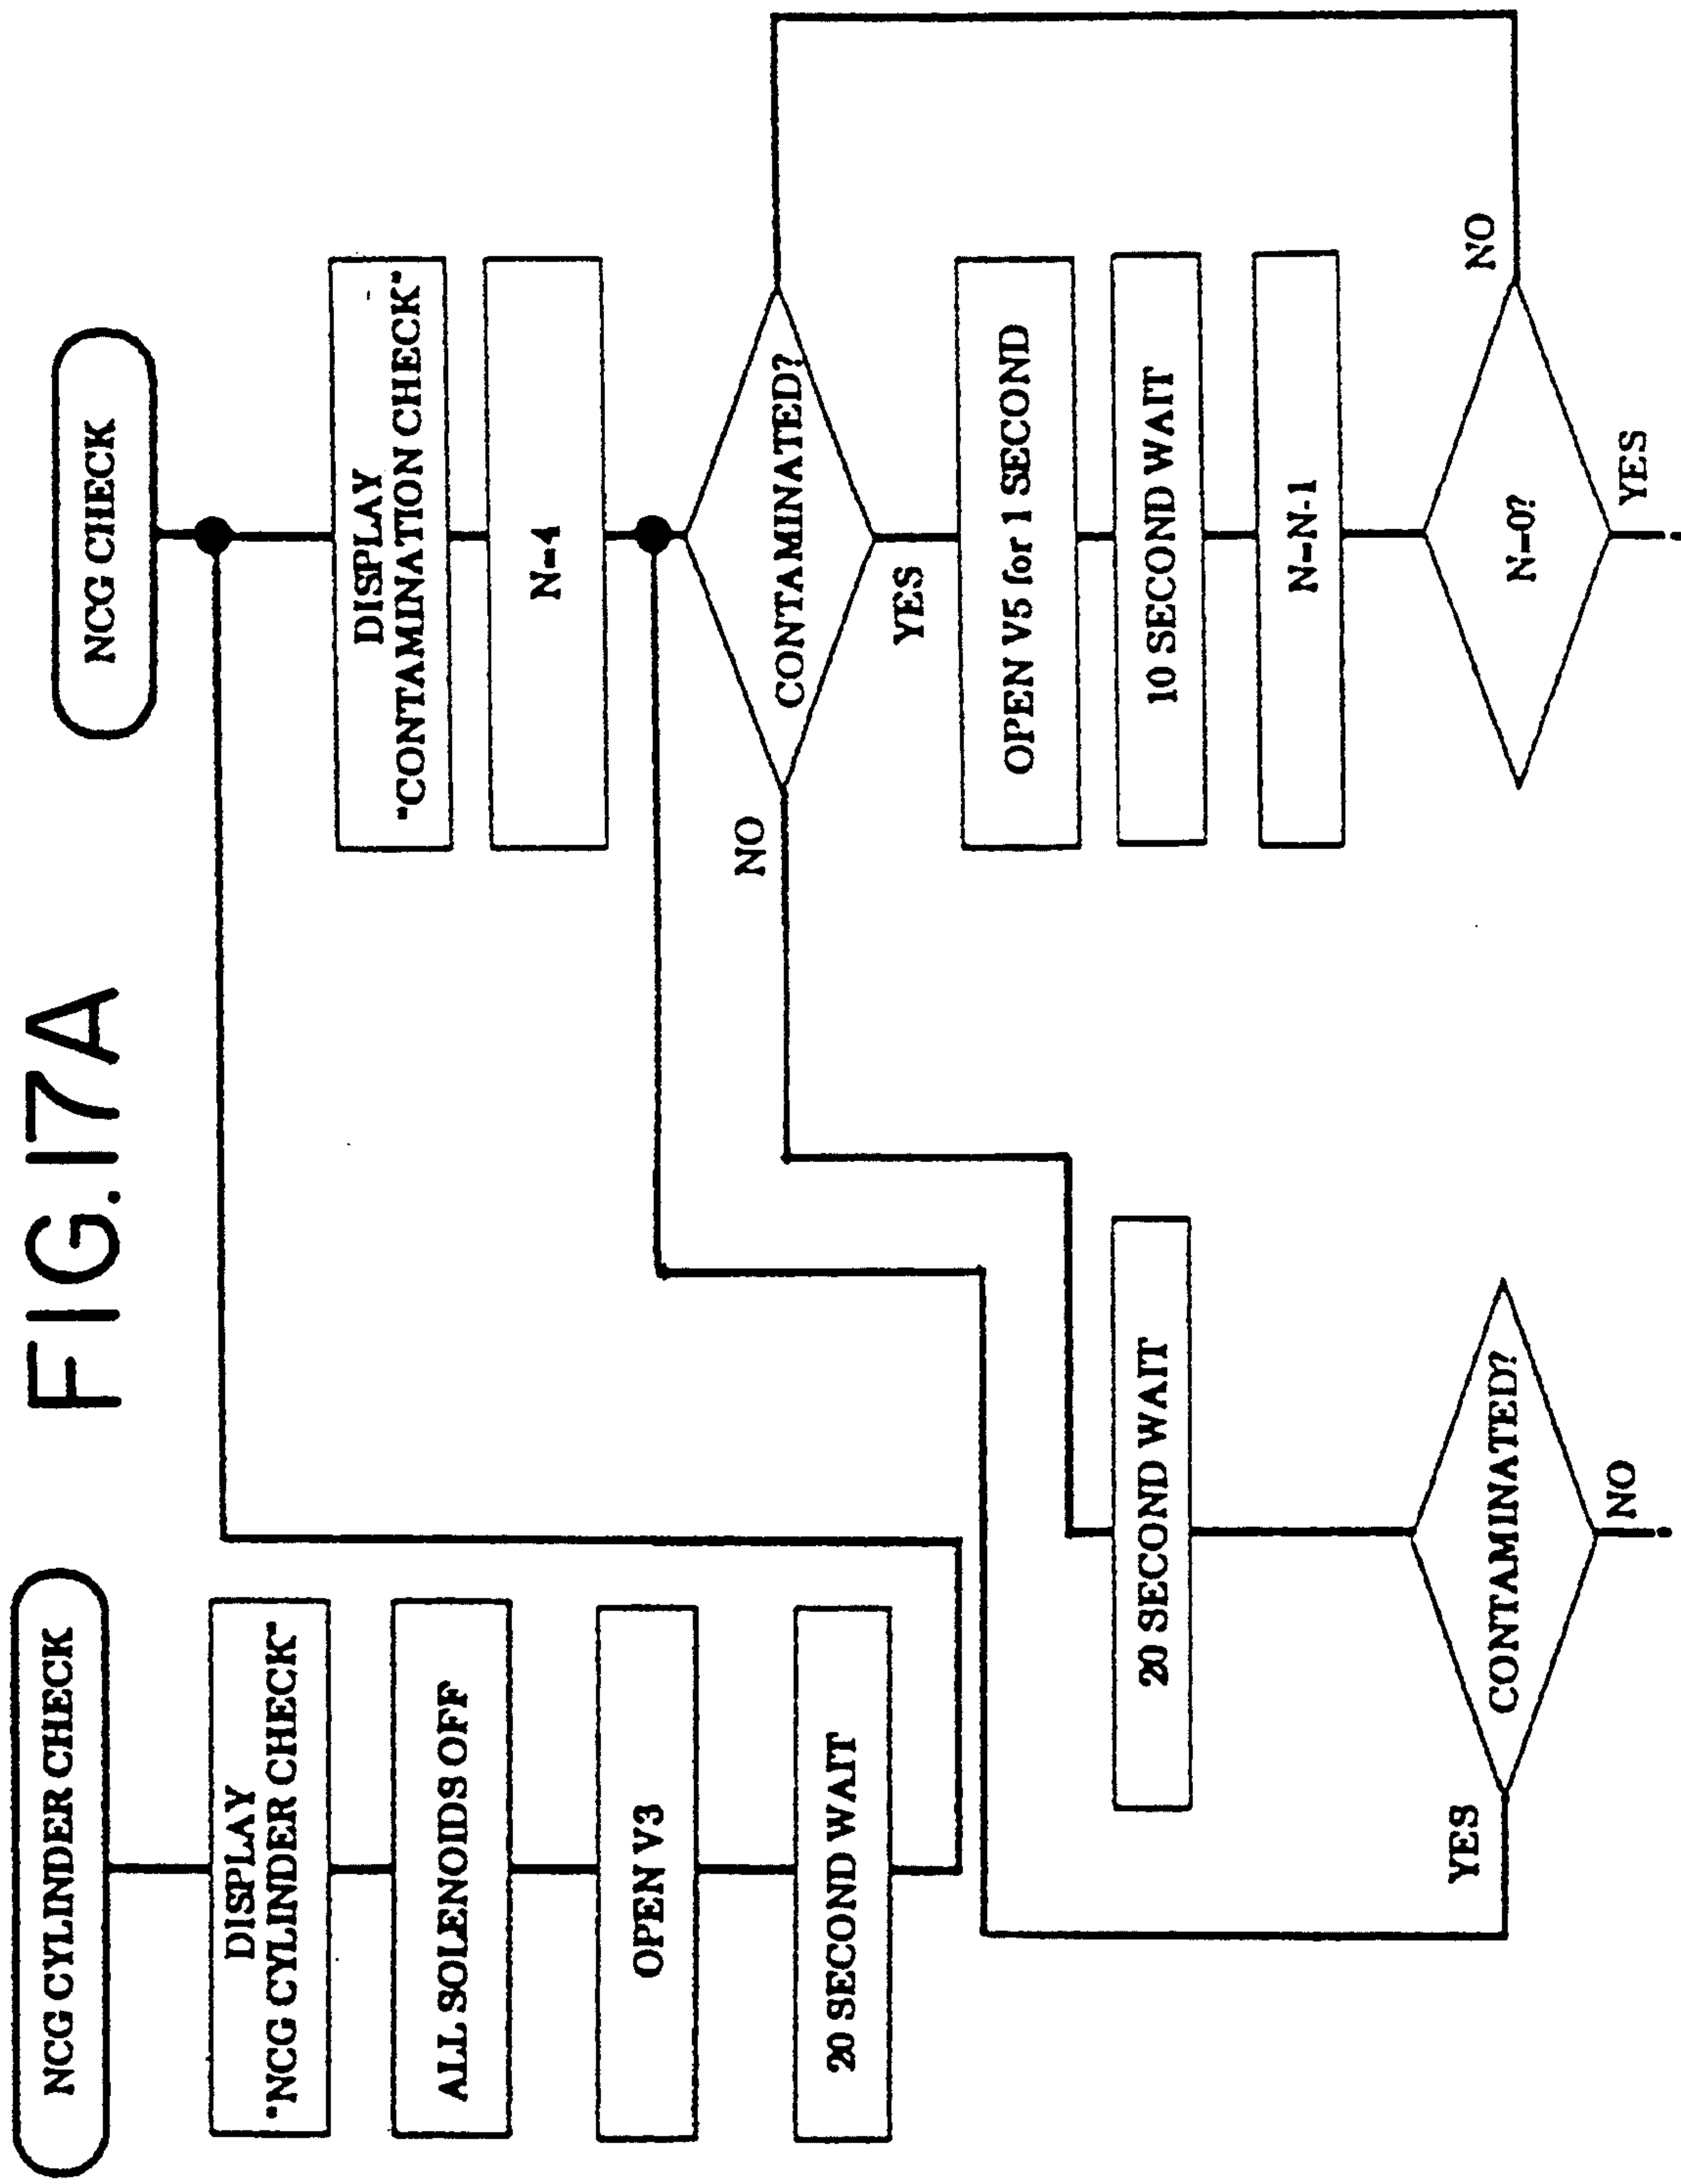 FIG.17A
NCG CYLINDER CHECK
DISPLAY
"NCG CYLINDER CHECK"
ALL SOLENOIDS OFF
OPEN V3
20 SECOND WAIT
NCG CHECK
DISPLAY
"CONTAMINATION CHECK"
N=4
CONTAMINATED?
NO
YES
OPEN V5 for 1 SECOND
10 SECOND WAIT
N=N-1
N=0?
NO
YES
20 SECOND WAIT
CONTAMINATED?
YES
NO